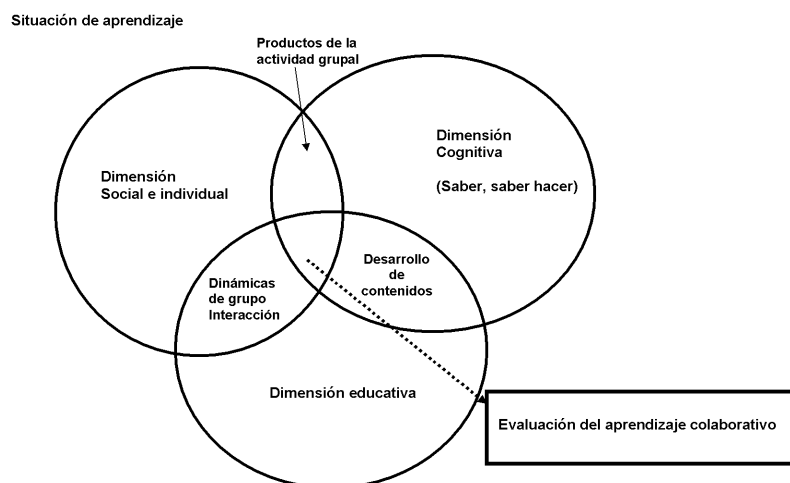 Situación de aprendizaje
Productos de la
actividad grupal
Dimensión
Cognitiva
(Saber, saber hacer)
Dimensión
Social e individual
Desarrollo
de
contenidos
Dinámicas
de grupo
Interacción
Dimensión educativa
Evaluación del aprendizaje colaborativo